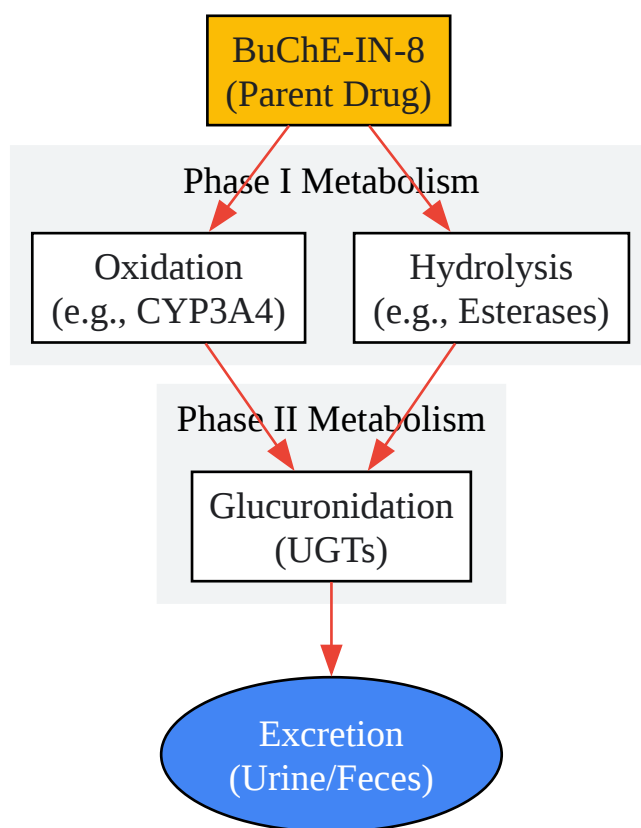 BuChE-IN-8
(Parent Drug)
Phase I Metabolism
Oxidation
(e.g., CYP3A4)
Hydrolysis
(e.g., Esterases)
Phase II Metabolism
Glucuronidation
(UGTs)
Excretion
(Urine/Feces)